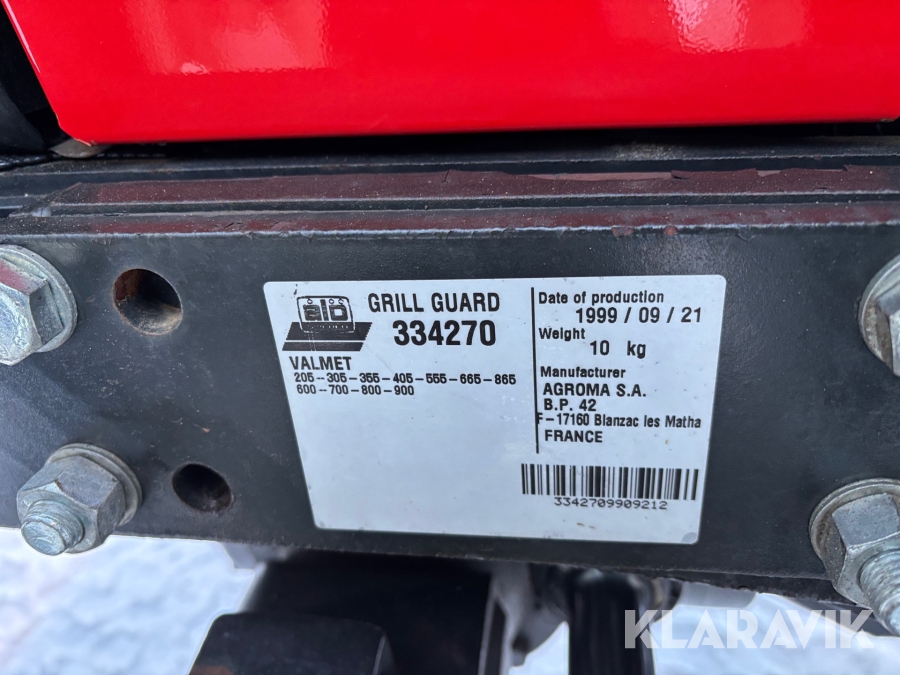 alo
GRILL GUARD
334270
VALMET
205-305-355-405-555-665-865
600-700-800-900
Date of production
1999 / 09 / 21
Weight
10 kg
Manufacturer
AGROMA S.A.
B.P. 42
F-17160 Blanzac les Matha
FRANCE
3342709909212
KLARAVIK